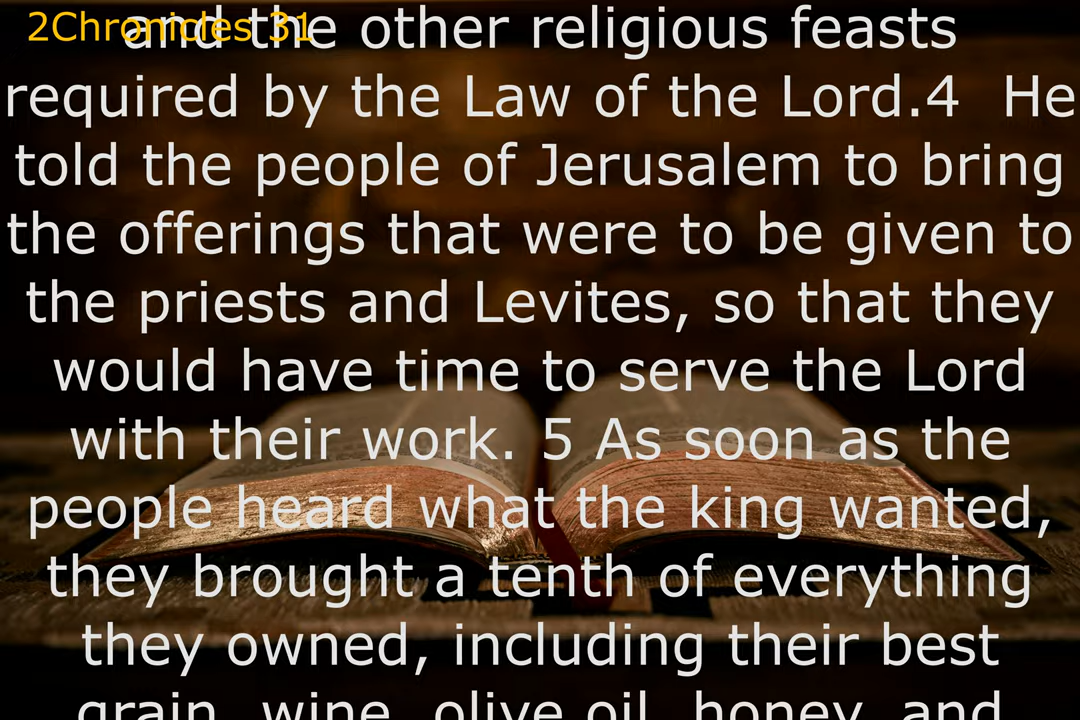 2Chronicles 31
and the other religious feasts
required by the Law of the Lord.4  He
told the people of Jerusalem to bring
the offerings that were to be given to
the priests and Levites, so that they
would have time to serve the Lord
with their work. 5 As soon as the
people heard what the king wanted,
they brought a tenth of everything
they owned, including their best
grain, wine, olive oil, honey, and